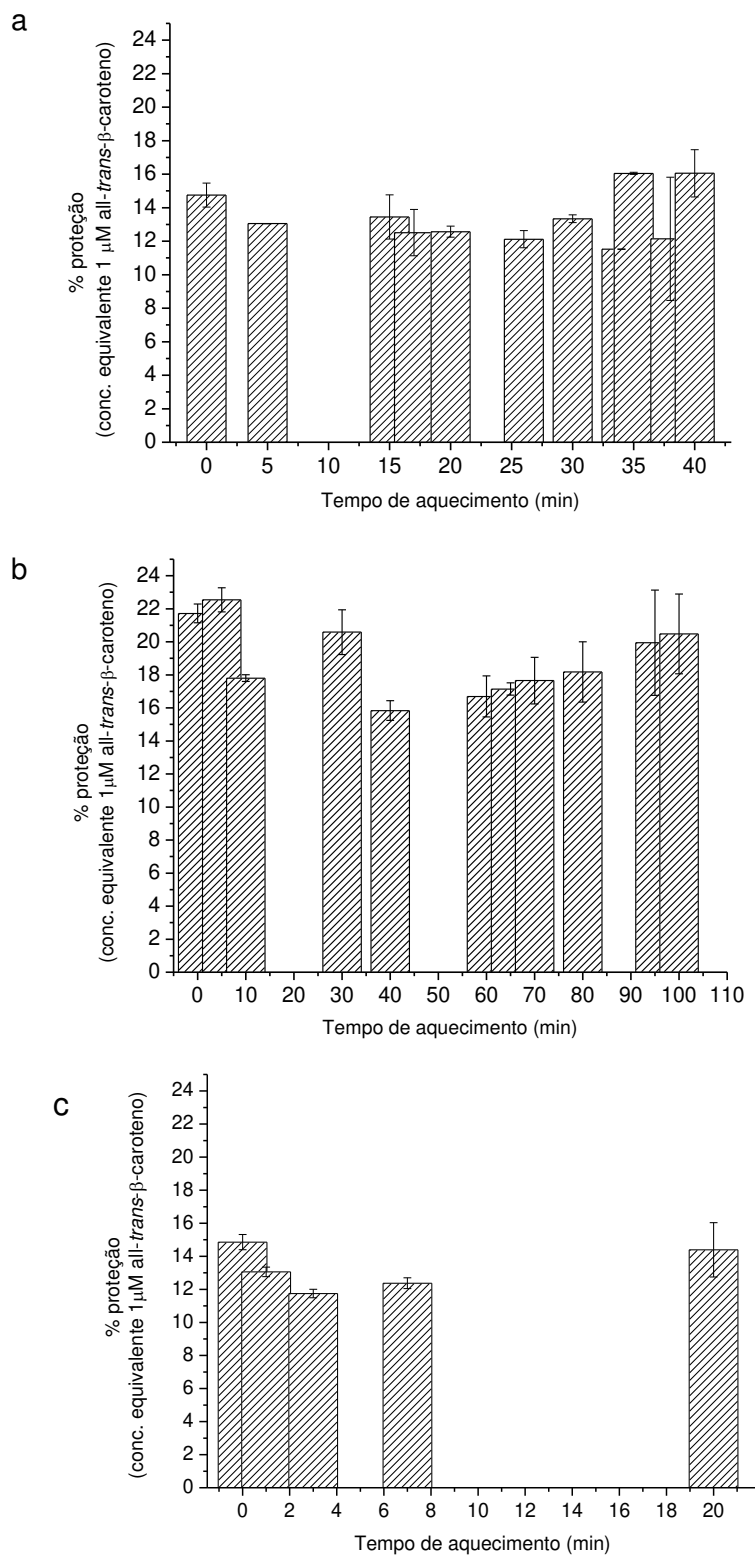 a
% proteção
(conc. equivalente 1 µM all-trans-β-caroteno)
24
22
20
18
16
14
12
10
8
6
4
2
0
0 5 10 15 20 25 30 35 40
Tempo de aquecimento (min)
b
% proteção
(conc. equivalente 1µM all-trans-β-caroteno)
24
22
20
18
16
14
12
10
8
6
4
2
0
0 10 20 30 40 50 60 70 80 90 100 110
Tempo de aquecimento (min)
c
% proteção
(conc. equivalente 1µM all-trans-β-caroteno)
24
22
20
18
16
14
12
10
8
6
4
2
0
0 2 4 6 8 10 12 14 16 18 20
Tempo de aquecimento (min)